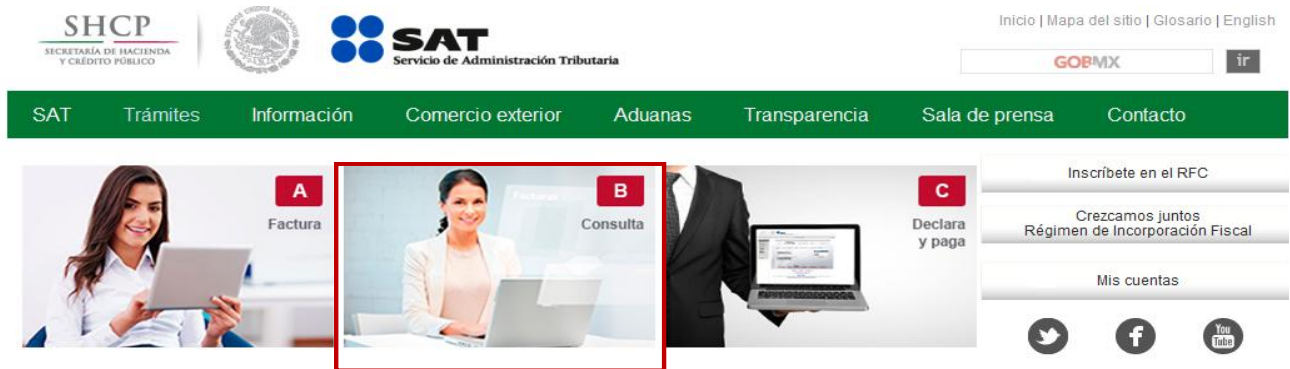 SHCP
SECRETARÍA DE HACIENDA
Y CRÉDITO PÚBLICO
SAT
Servicio de Administración Tributaria
Inicio | Mapa del sitio | Glosario | English
GOBMX
ir
SAT Trámites Información Comercio exterior Aduanas Transparencia Sala de prensa Contacto
A
Factura
Facturas
B
Consulta
C
Declara
y paga
Inscríbete en el RFC
Crezcamos juntos
Régimen de Incorporación Fiscal
Mis cuentas
You
Tube